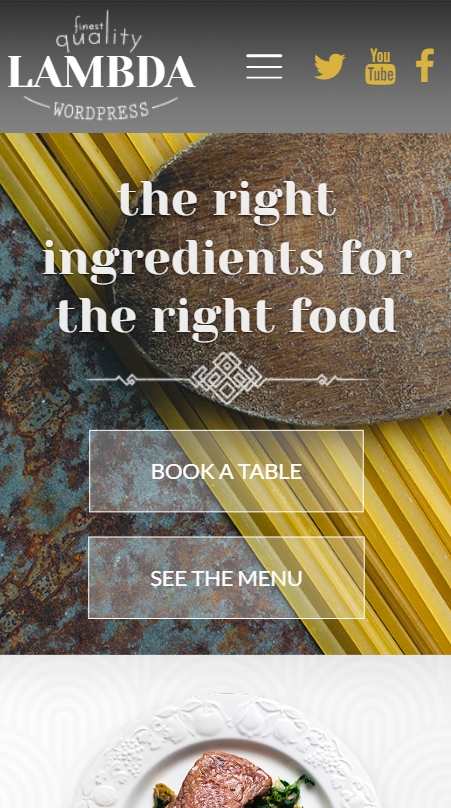 finest
quality
LAMBDA
WORDPRESS
You
Tube
the right
ingredients for
the right food
BOOK A TABLE
SEE THE MENU